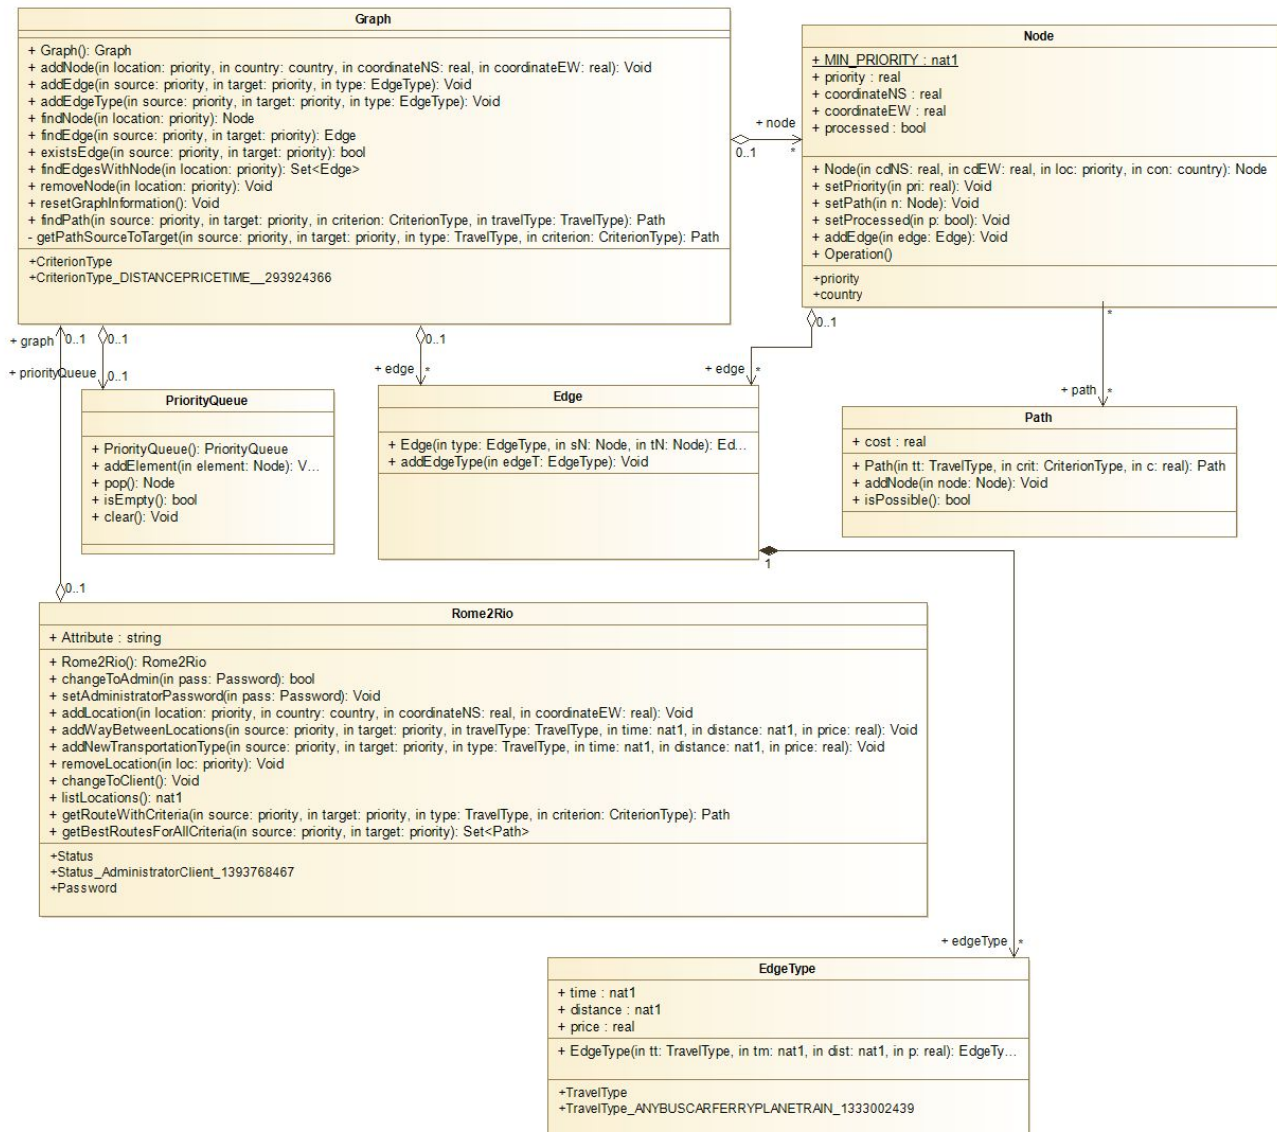 Graph
+ Graph(): Graph
+ addNode(in location: priority, in country: country, in coordinateNS: real, in coordinateEW: real): Void
+ addEdge(in source: priority, in target: priority, in type: EdgeType): Void
+ addEdgeType(in source: priority, in target: priority, in type: EdgeType): Void
+ findNode(in location: priority): Node
+ findEdge(in source: priority, in target: priority): Edge
+ existsEdge(in source: priority, in target: priority): bool
+ findEdgesWithNode(in location: priority): Set<Edge>
+ removeNode(in location: priority): Void
+ resetGraphInformation(): Void
+ findPath(in source: priority, in target: priority, in criterion: CriterionType, in travelType: TravelType): Path
- getPathSourceToTarget(in source: priority, in target: priority, in type: TravelType, in criterion: CriterionType): Path
+CriterionType
+CriterionType_DISTANCEPRICETIME__293924366
+ node
0..1
*
Node
+ MIN_PRIORITY : nat1
+ priority : real
+ coordinateNS : real
+ coordinateEW : real
+ processed : bool
+ Node(in cdNS: real, in cdEW: real, in loc: priority, in con: country): Node
+ setPriority(in pri: real): Void
+ setPath(in n: Node): Void
+ setProcessed(in p: bool): Void
+ addEdge(in edge: Edge): Void
+ Operation()
+priority
+country
+ graph
0..1
0..1
+ priorityQueue
0..1
0..1
+ edge
*
0..1
+ edge
*
*
+ path
*
PriorityQueue
+ PriorityQueue(): PriorityQueue
+ addElement(in element: Node): V...
+ pop(): Node
+ isEmpty(): bool
+ clear(): Void
Edge
+ Edge(in type: EdgeType, in sN: Node, in tN: Node): Ed...
+ addEdgeType(in edgeT: EdgeType): Void
Path
+ cost : real
+ Path(in tt: TravelType, in crit: CriterionType, in c: real): Path
+ addNode(in node: Node): Void
+ isPossible(): bool
1
0..1
Rome2Rio
+ Attribute : string
+ Rome2Rio(): Rome2Rio
+ changeToAdmin(in pass: Password): bool
+ setAdministratorPassword(in pass: Password): Void
+ addLocation(in location: priority, in country: country, in coordinateNS: real, in coordinateEW: real): Void
+ addWayBetweenLocations(in source: priority, in target: priority, in travelType: TravelType, in time: nat1, in distance: nat1, in price: real): Void
+ addNewTransportationType(in source: priority, in target: priority, in type: TravelType, in time: nat1, in distance: nat1, in price: real): Void
+ removeLocation(in loc: priority): Void
+ changeToClient(): Void
+ listLocations(): nat1
+ getRouteWithCriteria(in source: priority, in target: priority, in type: TravelType, in criterion: CriterionType): Path
+ getBestRoutesForAllCriteria(in source: priority, in target: priority): Set<Path>
+Status
+Status_AdministratorClient_1393768467
+Password
+ edgeType
*
EdgeType
+ time : nat1
+ distance : nat1
+ price : real
+ EdgeType(in tt: TravelType, in tm: nat1, in dist: nat1, in p: real): EdgeTy...
+TravelType
+TravelType_ANYBUSCARFERRYPLANETRAIN_1333002439